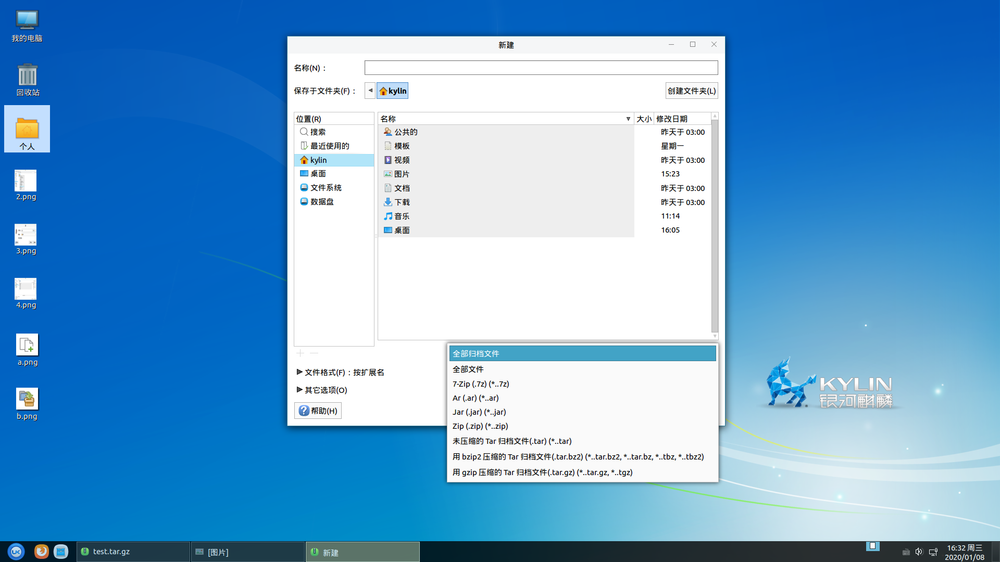 我的电脑
回收站
个人
2.png
3.png
4.png
a.png
b.png
新建
名称(N)：
保存于文件夹(F)：
kylin
创建文件夹(L)
位置(R)
搜索
最近使用的
kylin
桌面
文件系统
数据盘
名称 大小 修改日期
公共的 昨天于 03:00
模板 星期一
视频 昨天于 03:00
图片 15:23
文档 昨天于 03:00
下载 昨天于 03:00
音乐 11:14
桌面 16:05
文件格式(F)：按扩展名
其它选项(O)
帮助(H)
全部归档文件
全部文件
7-Zip (.7z) (*..7z)
Ar (.ar) (*..ar)
Jar (.jar) (*..jar)
Zip (.zip) (*..zip)
未压缩的 Tar 归档文件(.tar) (*..tar)
用 bzip2 压缩的 Tar 归档文件(.tar.bz2) (*..tar.bz2, *..tar.bz, *..tbz, *..tbz2)
用 gzip 压缩的 Tar 归档文件(.tar.gz) (*..tar.gz, *..tgz)
KYLIN
银河麒麟
UK
test.tar.gz
[图片]
新建
16:32 周三
2020/01/08